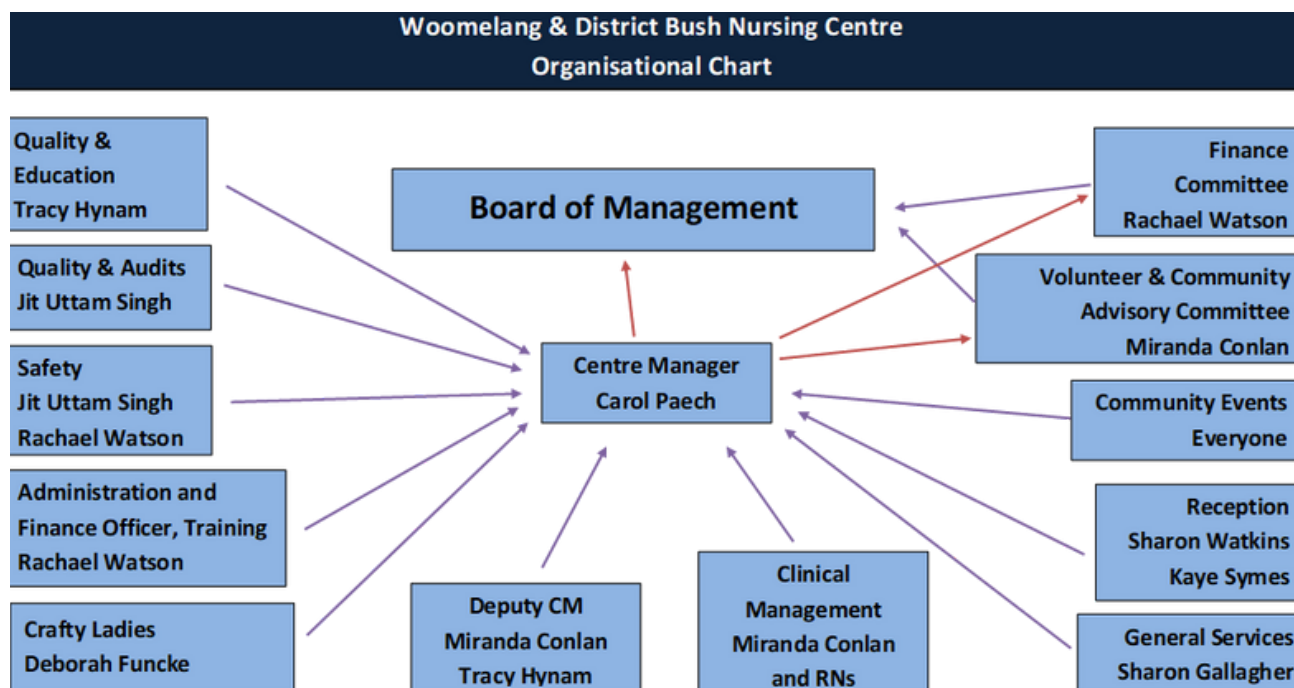 Woomelang & District Bush Nursing Centre
Organisational Chart
Quality &
Education
Tracy Hynam
Board of Management
Finance
Committee
Rachael Watson
Quality & Audits
Jit Uttam Singh
Volunteer & Community
Advisory Committee
Miranda Conlan
Safety
Jit Uttam Singh
Rachael Watson
Centre Manager
Carol Paech
Community Events
Everyone
Administration and
Finance Officer, Training
Rachael Watson
Reception
Sharon Watkins
Kaye Symes
Crafty Ladies
Deborah Funcke
Deputy CM
Miranda Conlan
Tracy Hynam
Clinical
Management
Miranda Conlan
and RNs
General Services
Sharon Gallagher